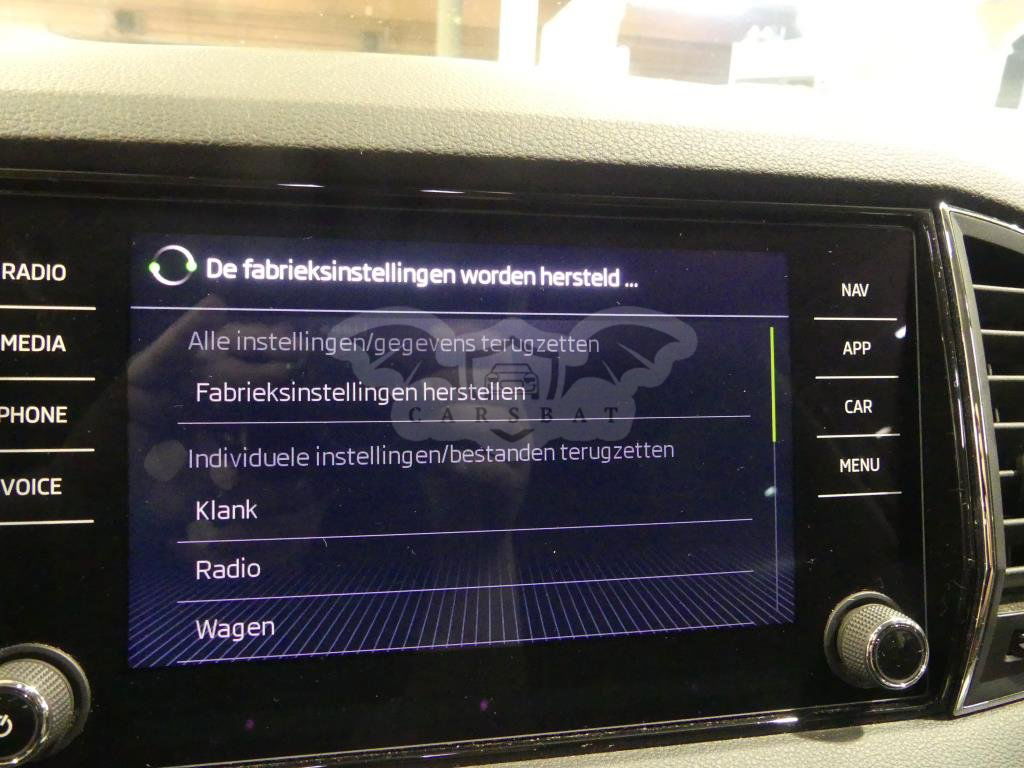 RADIO
MEDIA
PHONE
VOICE
De fabrieksinstellingen worden hersteld ...
Alle instellingen/gegevens terugzetten
Fabrieksinstellingen herstellen
CARSBAT
Individuele instellingen/bestanden terugzetten
Klank
Radio
Wagen
NAV
APP
CAR
MENU